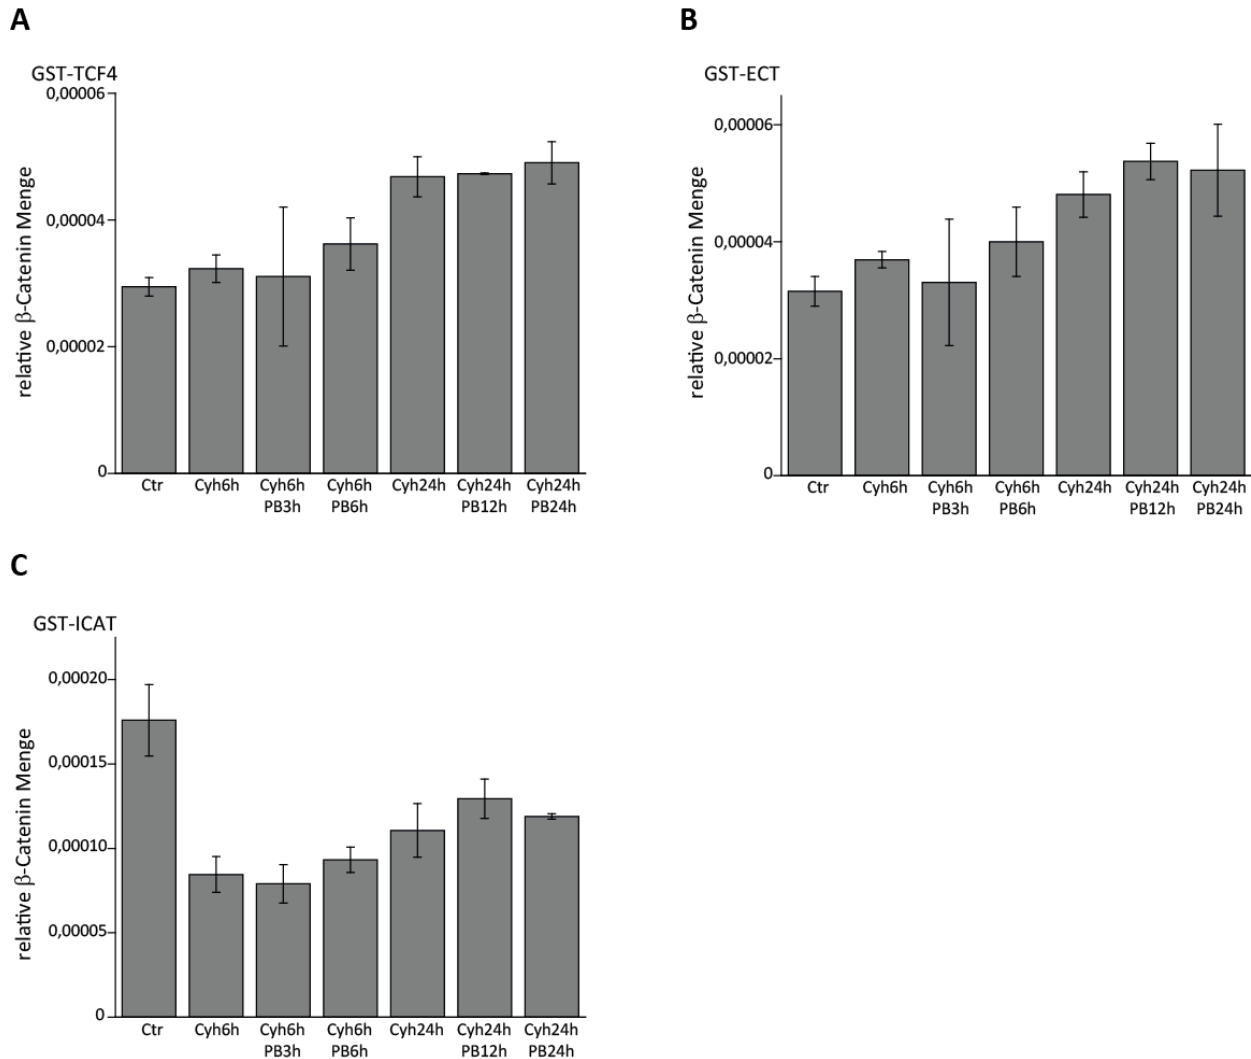 A
GST-TCF4
relative β-Catenin Menge
0,00006
0,00004
0,00002
0
Ctr
Cyh6h
Cyh6h
PB3h
Cyh6h
PB6h
Cyh24h
Cyh24h
PB12h
Cyh24h
PB24h
B
GST-ECT
relative β-Catenin Menge
0,00006
0,00004
0,00002
0
Ctr
Cyh6h
Cyh6h
PB3h
Cyh6h
PB6h
Cyh24h
Cyh24h
PB12h
Cyh24h
PB24h
C
GST-ICAT
relative β-Catenin Menge
0,00020
0,00015
0,00010
0,00005
0
Ctr
Cyh6h
Cyh6h
PB3h
Cyh6h
PB6h
Cyh24h
Cyh24h
PB12h
Cyh24h
PB24h